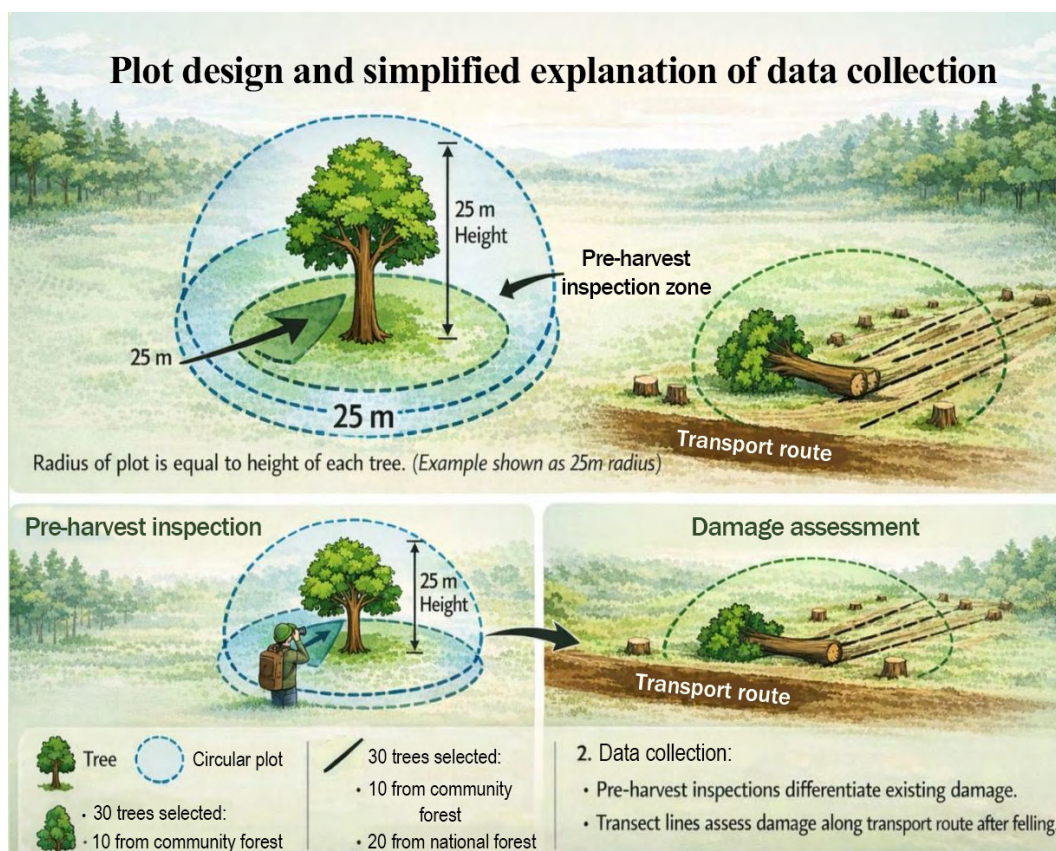 Plot design and simplified explanation of data collection
25 m
Height
Pre-harvest
inspection zone
25 m
25 m
Transport route
Radius of plot is equal to height of each tree. (Example shown as 25m radius)
Pre-harvest inspection
25 m
Height
Damage assessment
Transport route
Tree
Circular plot
• 30 trees selected:
• 10 from community forest
30 trees selected:
• 10 from community
forest
• 20 from national forest
2. Data collection:
• Pre-harvest inspections differentiate existing damage.
• Transect lines assess damage along transport route after felling.